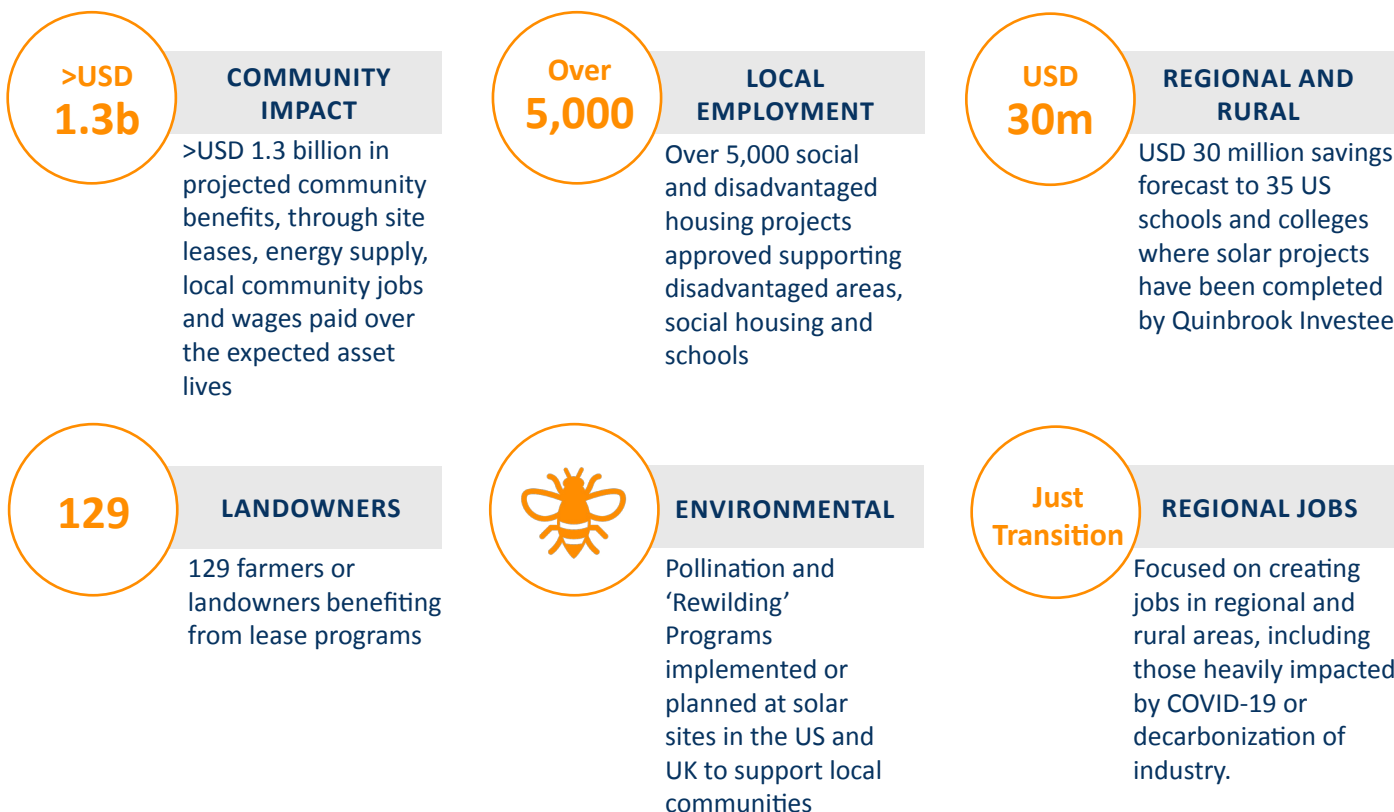 >USD
1.3b
COMMUNITY
IMPACT
>USD 1.3 billion in
projected community
benefits, through site
leases, energy supply,
local community jobs
and wages paid over
the expected asset
lives
Over
5,000
LOCAL
EMPLOYMENT
Over 5,000 social
and disadvantaged
housing projects
approved supporting
disadvantaged areas,
social housing and
schools
USD
30m
REGIONAL AND
RURAL
USD 30 million savings
forecast to 35 US
schools and colleges
where solar projects
have been completed
by Quinbrook Investee
129
LANDOWNERS
129 farmers or
landowners benefiting
from lease programs
ENVIRONMENTAL
Pollination and
‘Rewilding’
Programs
implemented or
planned at solar
sites in the US and
UK to support local
communities
Just
Transition
REGIONAL JOBS
Focused on creating
jobs in regional and
rural areas, including
those heavily impacted
by COVID-19 or
decarbonization of
industry.